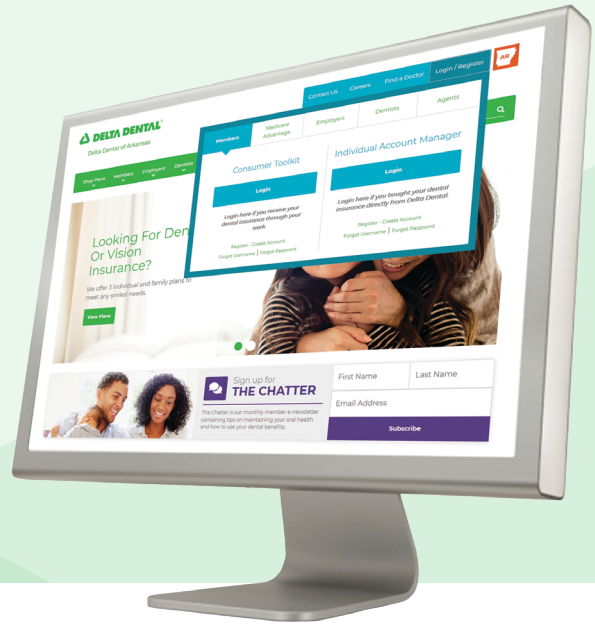 Contact Us Careers Find a Doctor Login / Register AR
DELTA DENTAL®
Delta Dental of Arkansas
Shop Plans Members Employers Dentists
Members Medicare Advantage Employers Dentists Agents
Consumer Toolkit
Login
Login here if you receive your
dental insurance through your
work.
Register - Create Account
Forgot Username | Forgot Password
Individual Account Manager
Login
Login here if you bought your dental
insurance directly from Delta Dental.
Register - Create Account
Forgot Username | Forgot Password
Looking For Den
Or Vision
Insurance?
We offer 3 individual and family plans to
meet any smiles' needs.
View Plans
Sign up for
THE CHATTER
The Chatter is our monthly member e-newsletter
containing tips on maintaining your oral health
and how to use your dental benefits.
First Name Last Name
Email Address
Subscribe